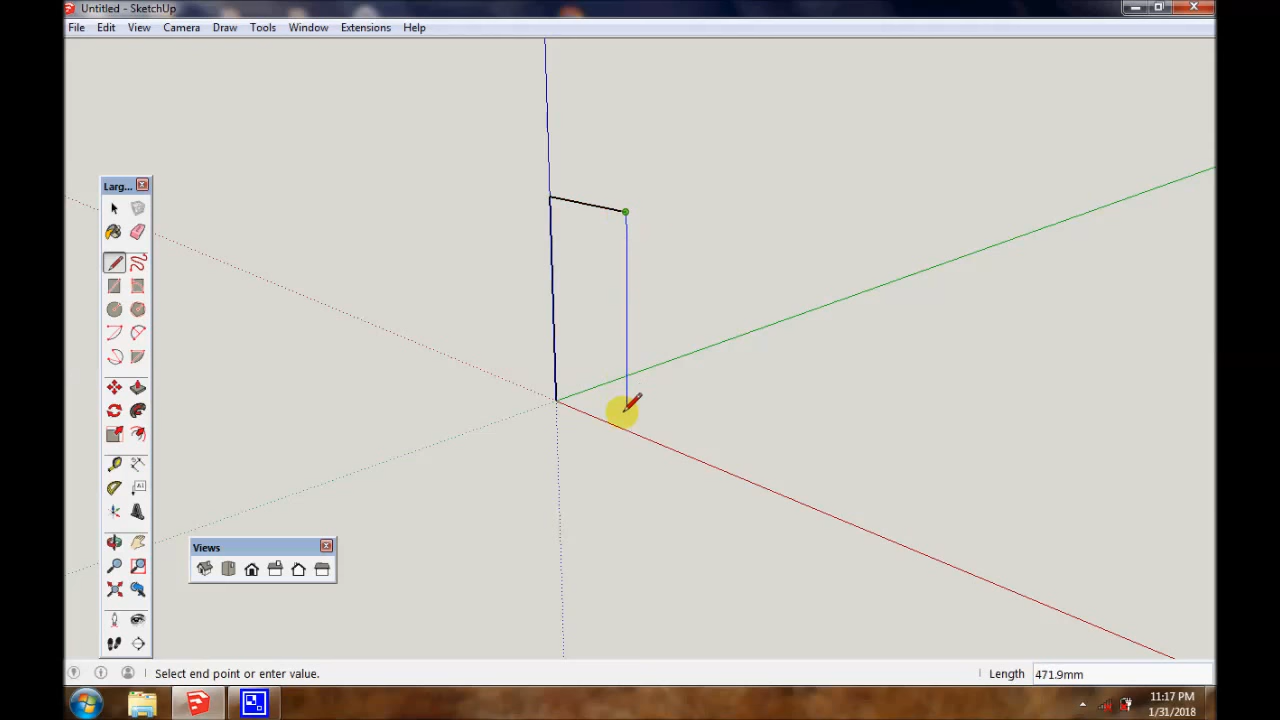 Untitled - SketchUp
File Edit View Camera Draw Tools Window Extensions Help
Larg...
A1
Views
Select end point or enter value.
Length 471.9mm
11:17 PM
1/31/2018